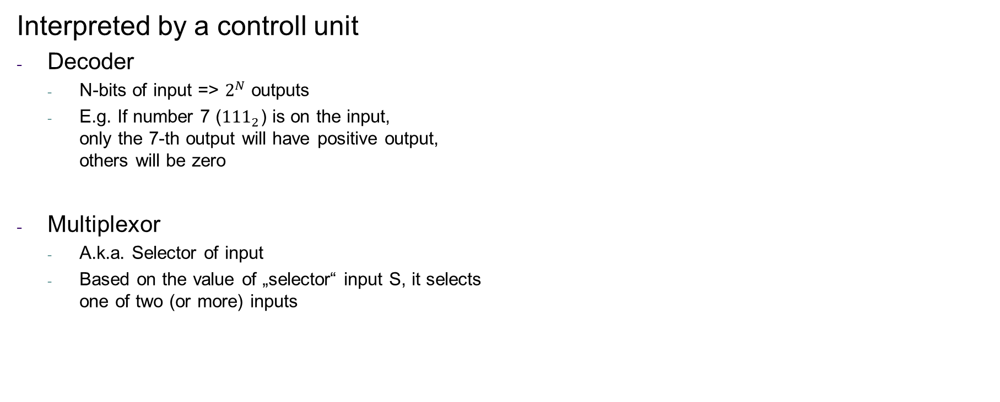 Interpreted by a controll unit
- Decoder
- N-bits of input => 2^N outputs
- E.g. If number 7 (111₂) is on the input,
only the 7-th output will have positive output,
others will be zero
- Multiplexor
- A.k.a. Selector of input
- Based on the value of „selector“ input S, it selects
one of two (or more) inputs